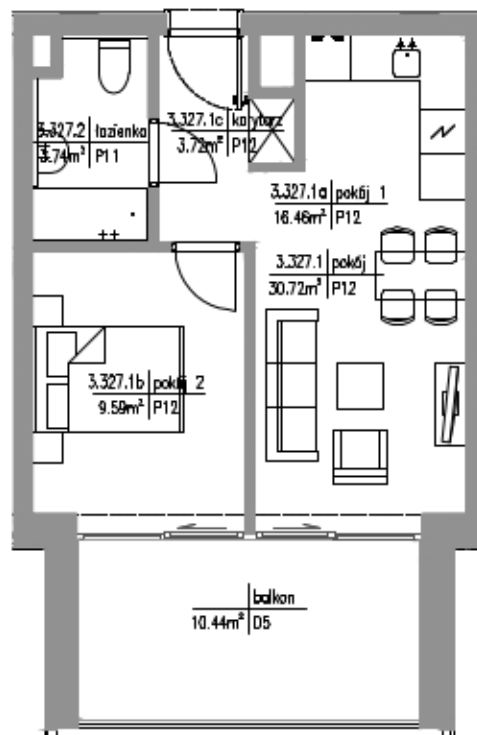 3.327.2 łazienka
3.74m² P11
3.327.1c korytarz
3.72m² P12
3.327.1a pokój 1
16.46m² P12
3.327.1 pokój
30.72m² P12
3.327.1b pokój 2
9.59m² P12
balkon
10.44m² D5